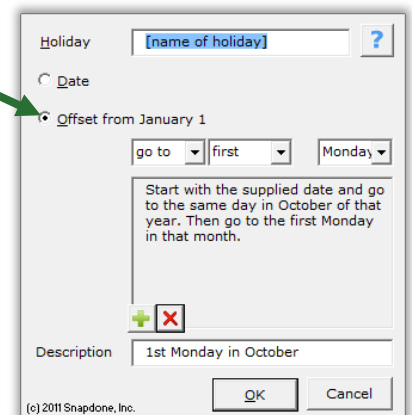 Holiday [name of holiday] ?
Date
Offset from January 1
go to first Monday
Start with the supplied date and go
to the same day in October of that
year. Then go to the first Monday
in that month.
Description 1st Monday in October
(c) 2011 Snapdone, Inc. OK Cancel